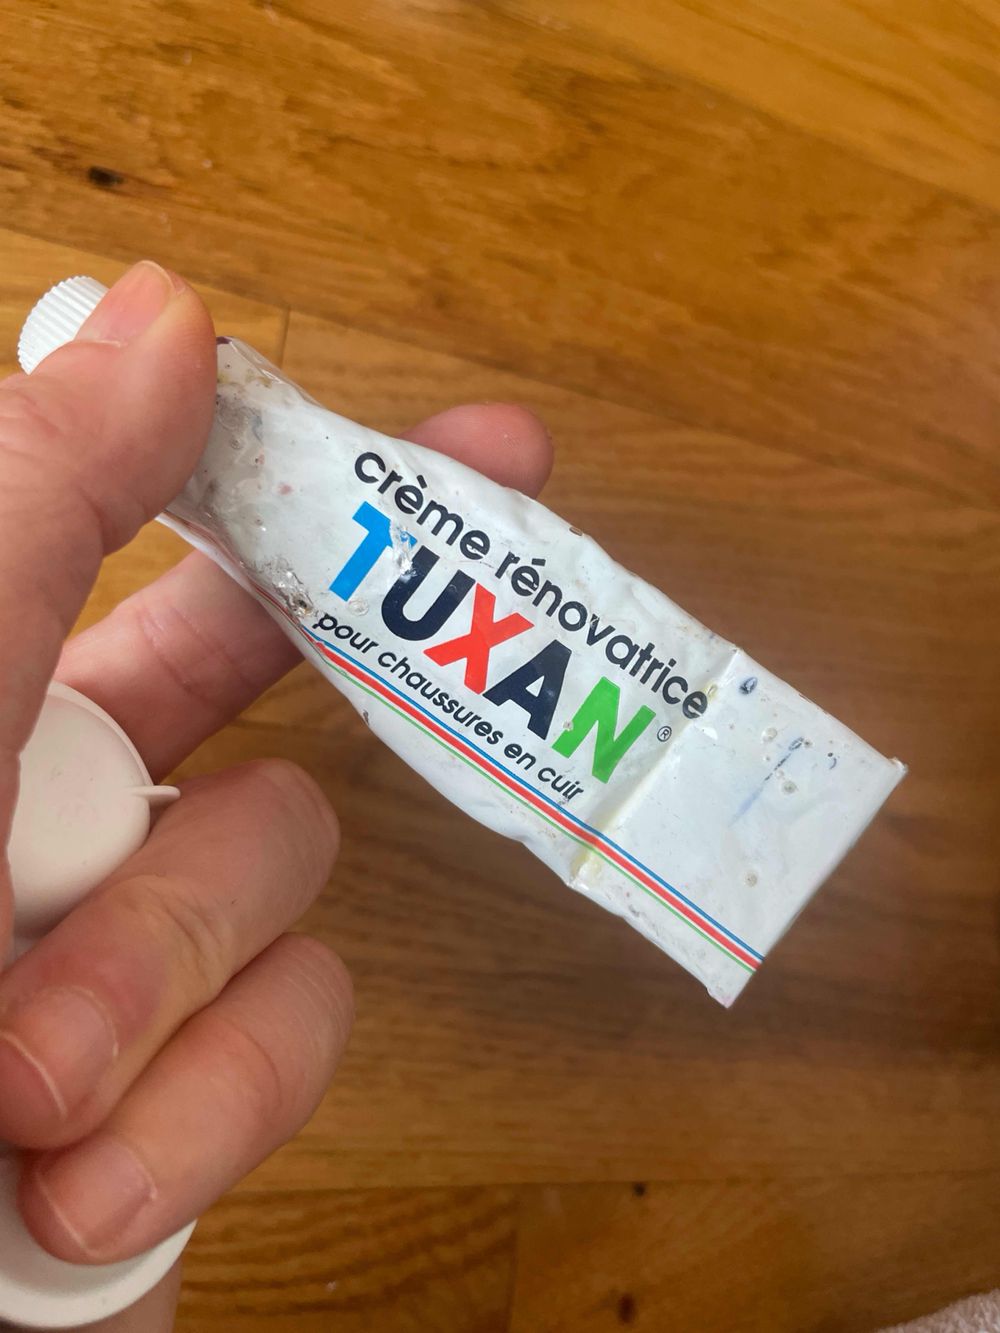 crème rénovatrice
TUXAN®
pour chaussures en cuir